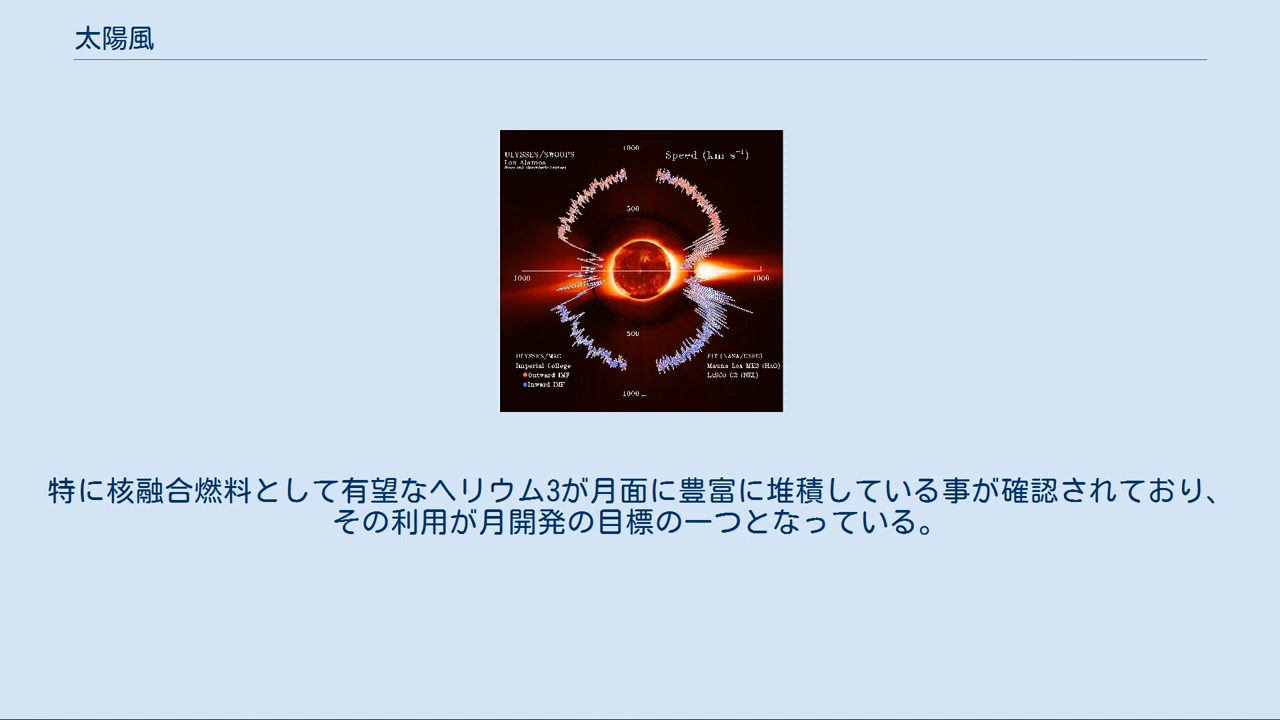 太陽風
ULYSSES/SWOOPS
Los Alamos
Speed (km s⁻¹)
1000
500
1000
1000
500
ULYSSES/MAG
Imperial College
Outward IMF
Inward IMF
EIT (NASA/GSFC)
Mauna Loa MK3 (HAO)
LASCO C2 (NRL)
1000
特に核融合燃料として有望なヘリウム3が月面に豊富に堆積している事が確認されており、
その利用が月開発の目標の一つとなっている。